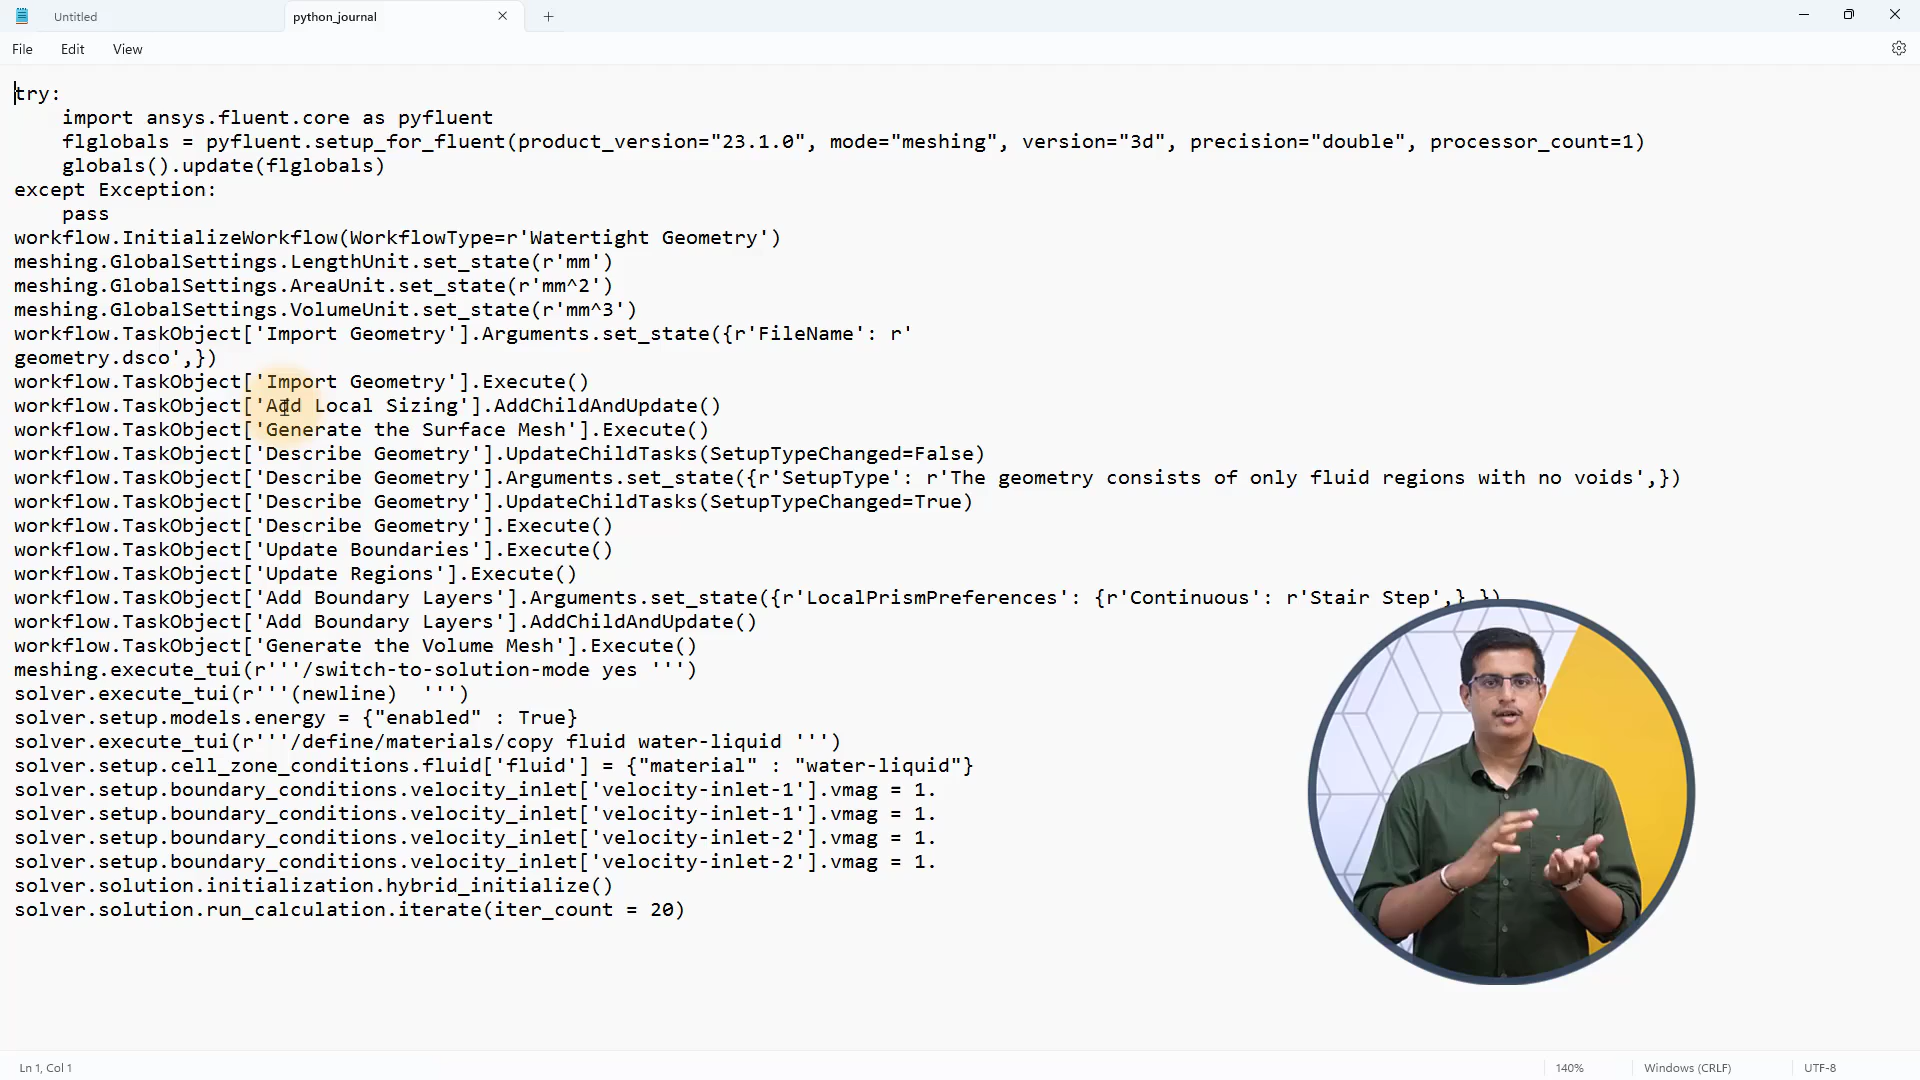 Untitled
python_journal
File Edit View
try:
    import ansys.fluent.core as pyfluent
    flglobals = pyfluent.setup_for_fluent(product_version="23.1.0", mode="meshing", version="3d", precision="double", processor_count=1)
    globals().update(flglobals)
except Exception:
    pass
workflow.InitializeWorkflow(WorkflowType=r'Watertight Geometry')
meshing.GlobalSettings.LengthUnit.set_state(r'mm')
meshing.GlobalSettings.AreaUnit.set_state(r'mm^2')
meshing.GlobalSettings.VolumeUnit.set_state(r'mm^3')
workflow.TaskObject['Import Geometry'].Arguments.set_state({r'FileName': r'
geometry.dsco',})
workflow.TaskObject['Import Geometry'].Execute()
workflow.TaskObject['Add Local Sizing'].AddChildAndUpdate()
workflow.TaskObject['Generate the Surface Mesh'].Execute()
workflow.TaskObject['Describe Geometry'].UpdateChildTasks(SetupTypeChanged=False)
workflow.TaskObject['Describe Geometry'].Arguments.set_state({r'SetupType': r'The geometry consists of only fluid regions with no voids',})
workflow.TaskObject['Describe Geometry'].UpdateChildTasks(SetupTypeChanged=True)
workflow.TaskObject['Describe Geometry'].Execute()
workflow.TaskObject['Update Boundaries'].Execute()
workflow.TaskObject['Update Regions'].Execute()
workflow.TaskObject['Add Boundary Layers'].Arguments.set_state({r'LocalPrismPreferences': {r'Continuous': r'Stair Step',},})
workflow.TaskObject['Add Boundary Layers'].AddChildAndUpdate()
workflow.TaskObject['Generate the Volume Mesh'].Execute()
meshing.execute_tui(r'''/switch-to-solution-mode yes ''')
solver.execute_tui(r'''(newline)  ''')
solver.setup.models.energy = {"enabled" : True}
solver.execute_tui(r'''/define/materials/copy fluid water-liquid ''')
solver.setup.cell_zone_conditions.fluid['fluid'] = {"material" : "water-liquid"}
solver.setup.boundary_conditions.velocity_inlet['velocity-inlet-1'].vmag = 1.
solver.setup.boundary_conditions.velocity_inlet['velocity-inlet-1'].vmag = 1.
solver.setup.boundary_conditions.velocity_inlet['velocity-inlet-2'].vmag = 1.
solver.setup.boundary_conditions.velocity_inlet['velocity-inlet-2'].vmag = 1.
solver.solution.initialization.hybrid_initialize()
solver.solution.run_calculation.iterate(iter_count = 20)
Ln 1, Col 1
140%
Windows (CRLF)
UTF-8